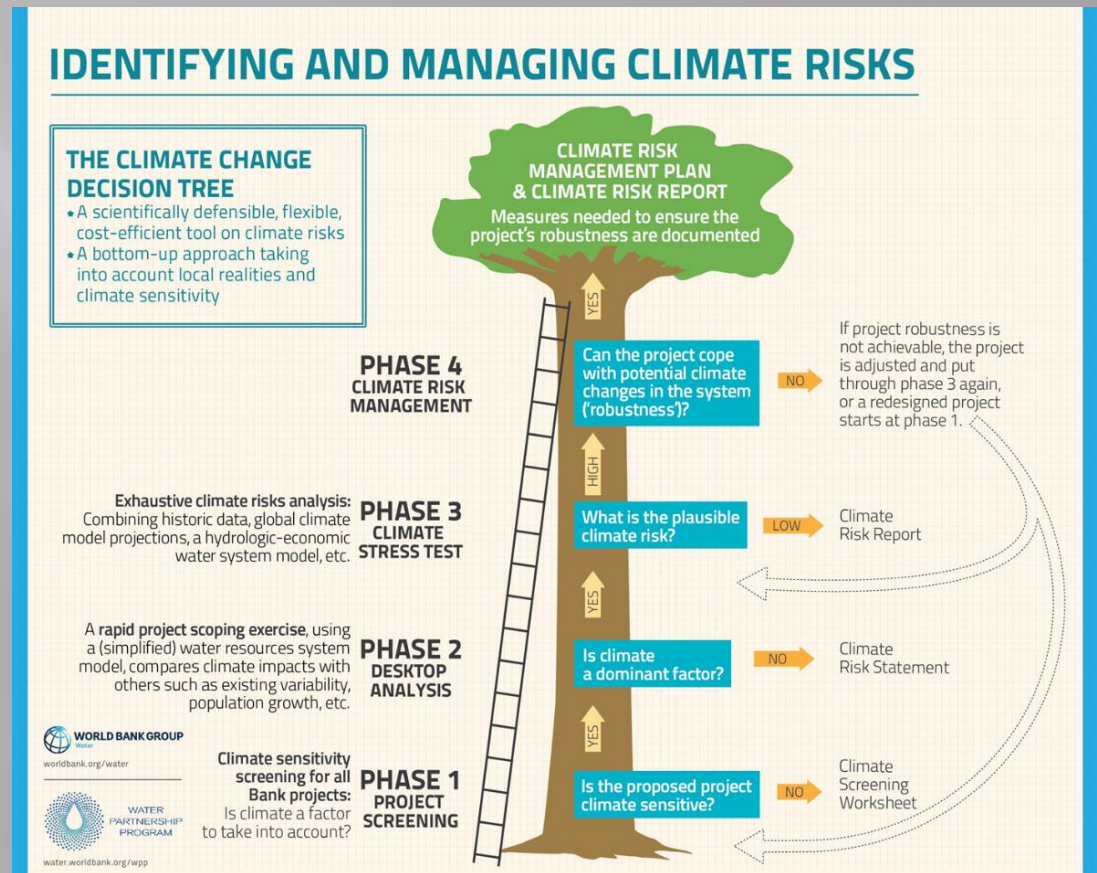 IDENTIFYING AND MANAGING CLIMATE RISKS
THE CLIMATE CHANGE
DECISION TREE
* A scientifically defensible, flexible,
cost-efficient tool on climate risks
* A bottom-up approach taking
into account local realities and
climate sensitivity
CLIMATE RISK
MANAGEMENT PLAN
& CLIMATE RISK REPORT
Measures needed to ensure the
project's robustness are documented
YES
PHASE 4
CLIMATE RISK
MANAGEMENT
Can the project cope
with potential climate
changes in the system
('robustness')?
NO
If project robustness is
not achievable, the project
is adjusted and put
through phase 3 again,
or a redesigned project
starts at phase 1.
HIGH
Exhaustive climate risks analysis:
Combining historic data, global climate
model projections, a hydrologic-economic
water system model, etc.
PHASE 3
CLIMATE
STRESS TEST
What is the plausible
climate risk?
LOW
Climate
Risk Report
YES
A rapid project scoping exercise, using
a (simplified) water resources system
model, compares climate impacts with
others such as existing variability,
population growth, etc.
PHASE 2
DESKTOP
ANALYSIS
Is climate
a dominant factor?
NO
Climate
Risk Statement
YES
Climate sensitivity
screening for all
Bank projects:
Is climate a factor
to take into account?
PHASE 1
PROJECT
SCREENING
Is the proposed project
climate sensitive?
NO
Climate
Screening
Worksheet
WORLD BANK GROUP
Water
worldbank.org/water
WATER
PARTNERSHIP
PROGRAM
water.worldbank.org/wpp